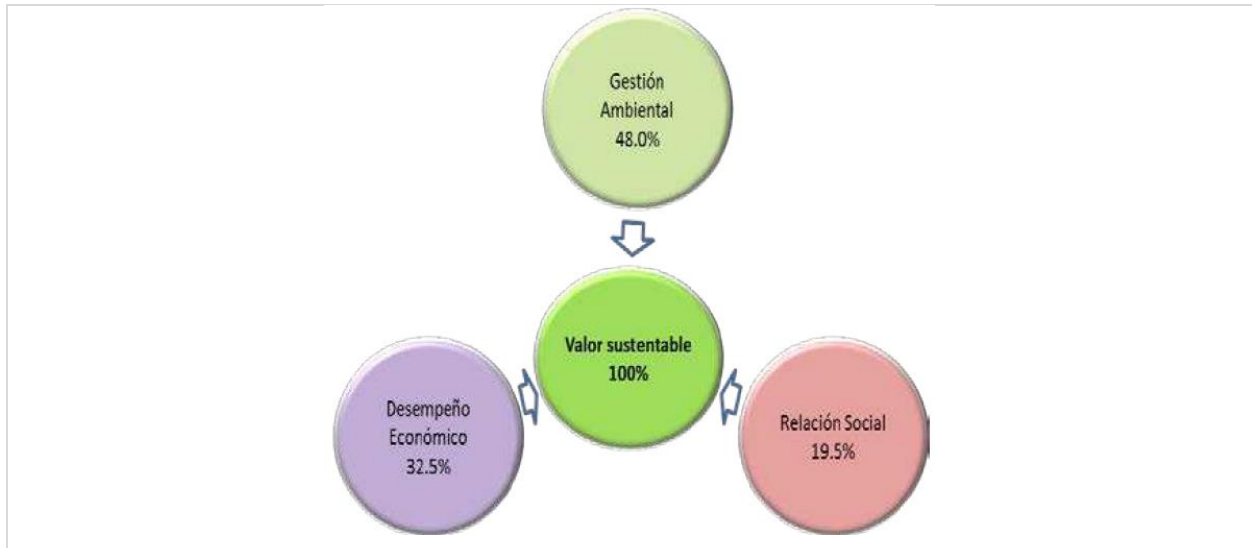 Gestión
Ambiental
48.0%
Valor sustentable
100%
Desempeño
Económico
32.5%
Relación Social
19.5%